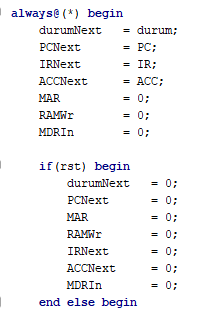 always@(*) begin
durumNext = durum;
PCNext = PC;
IRNext = IR;
ACCNext = ACC;
MAR = 0;
RAMWr = 0;
MDRIn = 0;
if(rst) begin
durumNext = 0;
PCNext = 0;
MAR = 0;
RAMWr = 0;
IRNext = 0;
ACCNext = 0;
MDRIn = 0;
end else begin